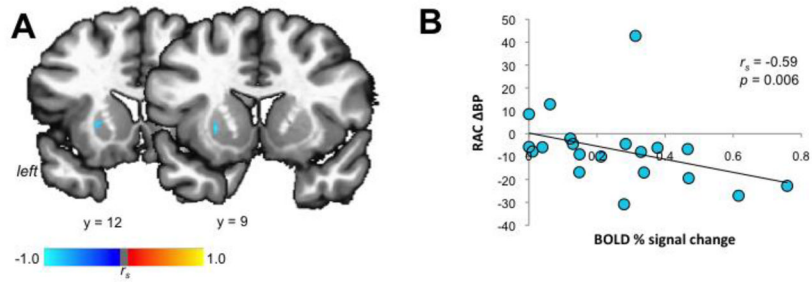 A
left
y = 12
y = 9
-1.0
1.0
rs
B
RAC ΔBP
50
40
30
20
10
0
-10
-20
-30
-40
0
0.2
0.4
0.6
0.8
rs = -0.59
p = 0.006
BOLD % signal change